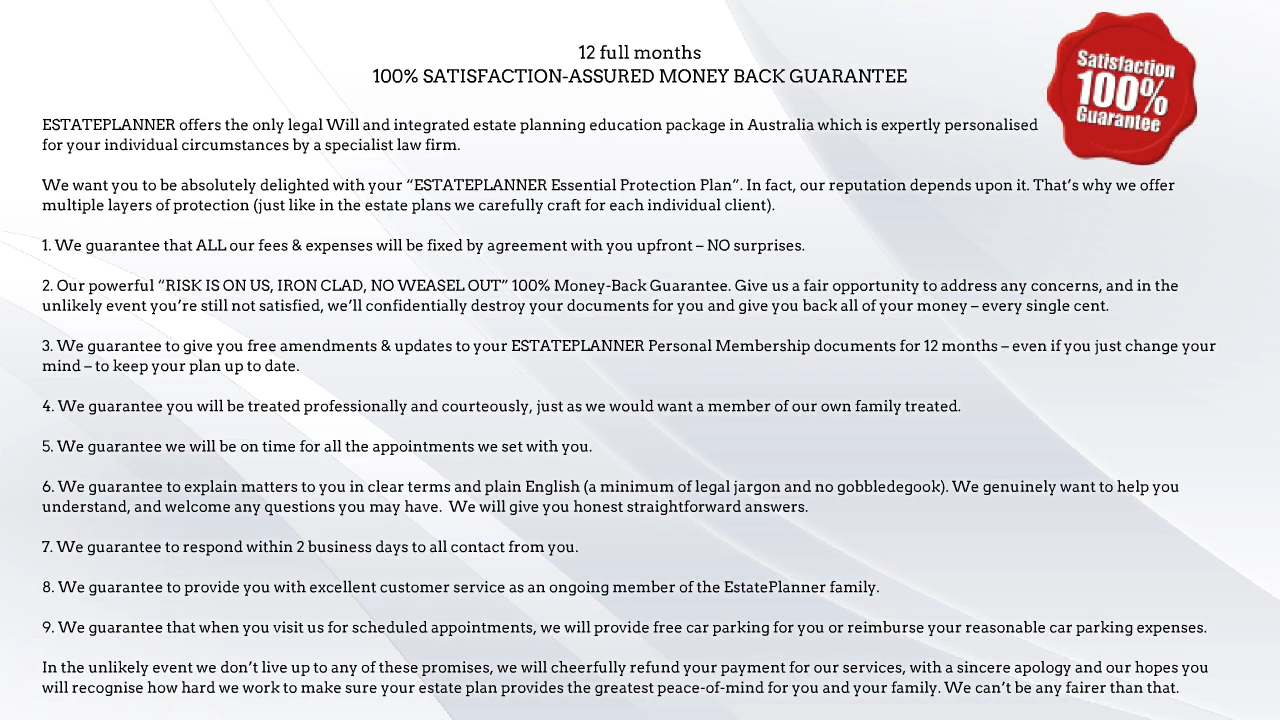 12 full months
100% SATISFACTION-ASSURED MONEY BACK GUARANTEE
Satisfaction
100%
Guarantee
ESTATEPLANNER offers the only legal Will and integrated estate planning education package in Australia which is expertly personalised
for your individual circumstances by a specialist law firm.
We want you to be absolutely delighted with your “ESTATEPLANNER Essential Protection Plan”. In fact, our reputation depends upon it. That’s why we offer
multiple layers of protection (just like in the estate plans we carefully craft for each individual client).
1. We guarantee that ALL our fees & expenses will be fixed by agreement with you upfront – NO surprises.
2. Our powerful “RISK IS ON US, IRON CLAD, NO WEASEL OUT” 100% Money-Back Guarantee. Give us a fair opportunity to address any concerns, and in the
unlikely event you’re still not satisfied, we’ll confidentially destroy your documents for you and give you back all of your money – every single cent.
3. We guarantee to give you free amendments & updates to your ESTATEPLANNER Personal Membership documents for 12 months – even if you just change your
mind – to keep your plan up to date.
4. We guarantee you will be treated professionally and courteously, just as we would want a member of our own family treated.
5. We guarantee we will be on time for all the appointments we set with you.
6. We guarantee to explain matters to you in clear terms and plain English (a minimum of legal jargon and no gobbledegook). We genuinely want to help you
understand, and welcome any questions you may have.  We will give you honest straightforward answers.
7. We guarantee to respond within 2 business days to all contact from you.
8. We guarantee to provide you with excellent customer service as an ongoing member of the EstatePlanner family.
9. We guarantee that when you visit us for scheduled appointments, we will provide free car parking for you or reimburse your reasonable car parking expenses.
In the unlikely event we don’t live up to any of these promises, we will cheerfully refund your payment for our services, with a sincere apology and our hopes you
will recognise how hard we work to make sure your estate plan provides the greatest peace-of-mind for you and your family. We can’t be any fairer than that.